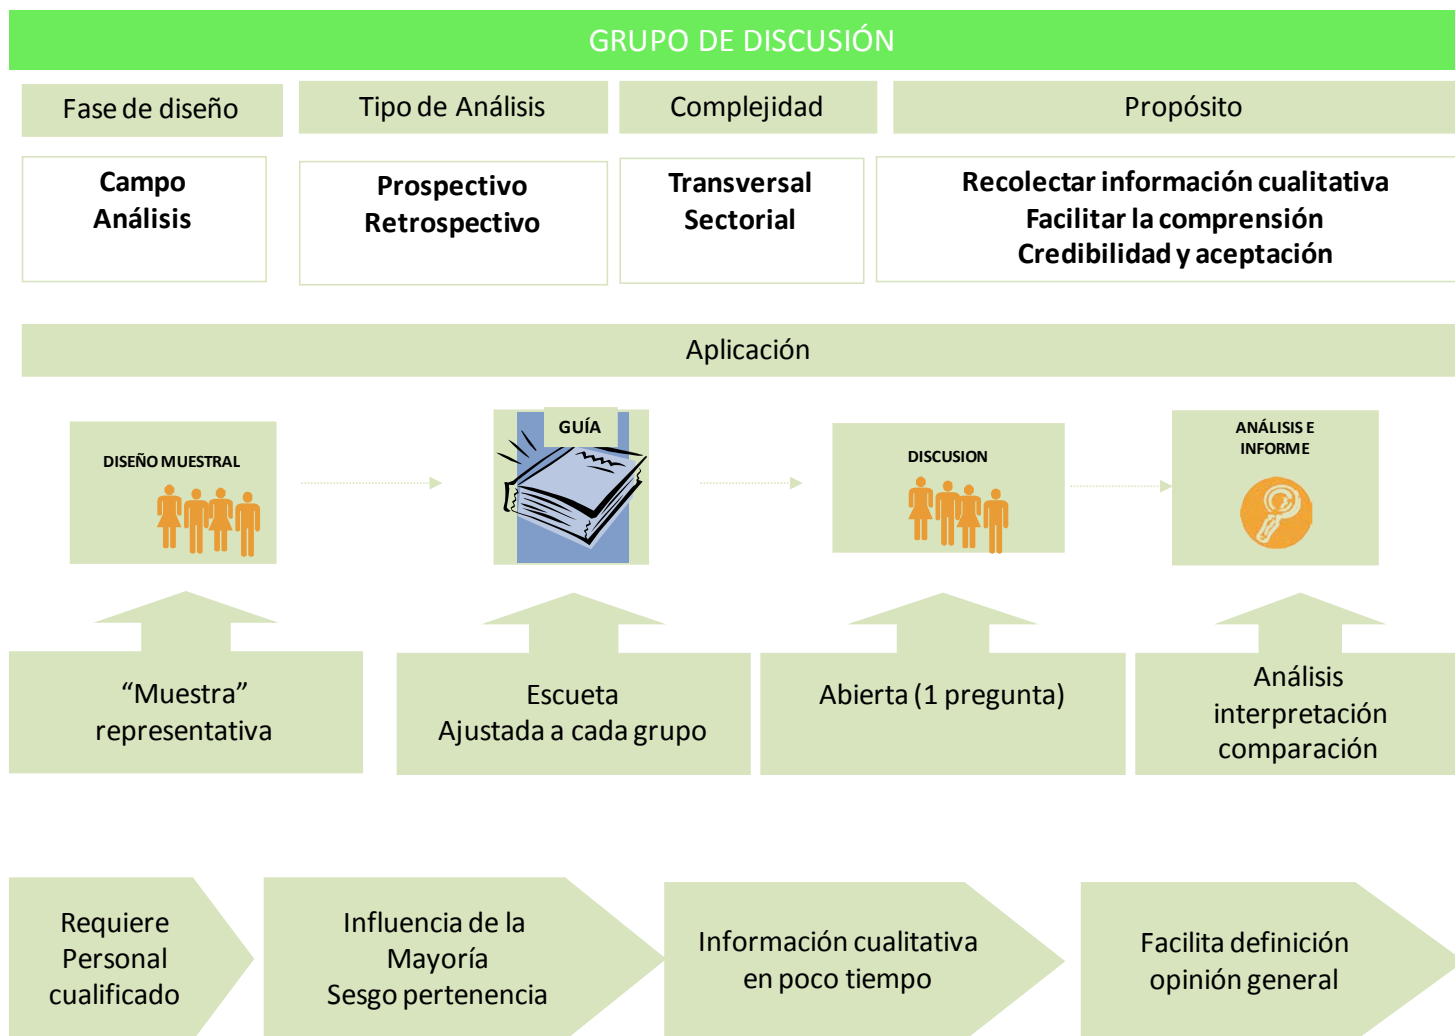 GRUPO DE DISCUSIÓN
Fase de diseño
Tipo de Análisis
Complejidad
Propósito
Campo
Análisis
Prospectivo
Retrospectivo
Transversal
Sectorial
Recolectar información cualitativa
Facilitar la comprensión
Credibilidad y aceptación
Aplicación
DISEÑO MUESTRAL
GUÍA
DISCUSION
ANÁLISIS E
INFORME
“Muestra”
representativa
Escueta
Ajustada a cada grupo
Abierta (1 pregunta)
Análisis
interpretación
comparación
Requiere
Personal
cualificado
Influencia de la
Mayoría
Sesgo pertenencia
Información cualitativa
en poco tiempo
Facilita definición
opinión general